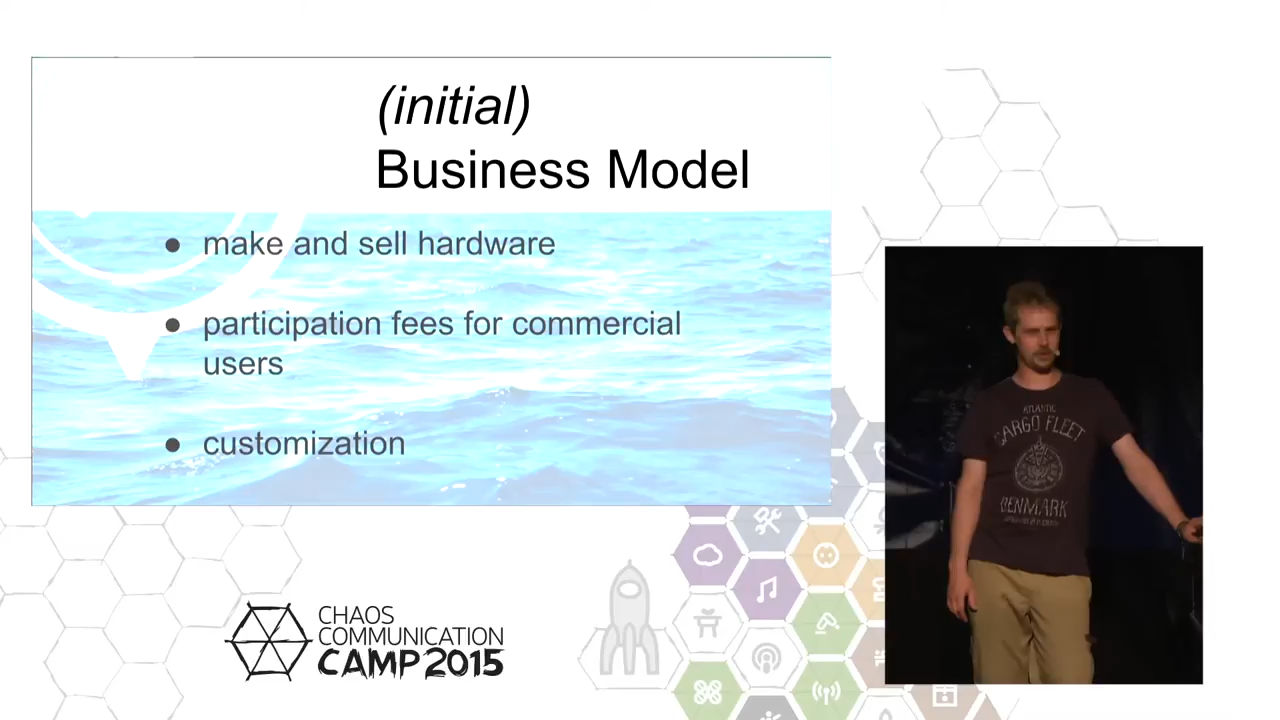 (initial)
Business Model
● make and sell hardware
● participation fees for commercial
users
● customization
ATLANTIC
CARGO FLEET
DENMARK
CHAOS
COMMUNICATION
CAMP 2015